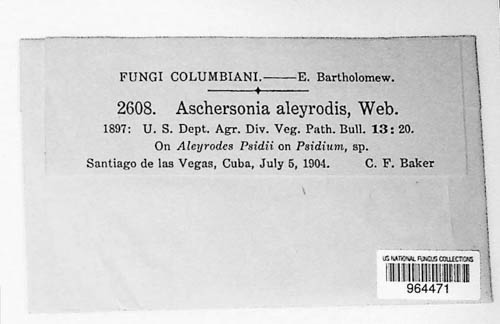 FUNGI COLUMBIANI.——E. Bartholomew.
2608. Aschersonia aleyrodis, Web.
1897: U. S. Dept. Agr. Div. Veg. Path. Bull. 13: 20.
On Aleyrodes Psidii on Psidium, sp.
Santiago de las Vegas, Cuba, July 5, 1904. C. F. Baker
US NATIONAL FUNGUS COLLECTIONS
964471